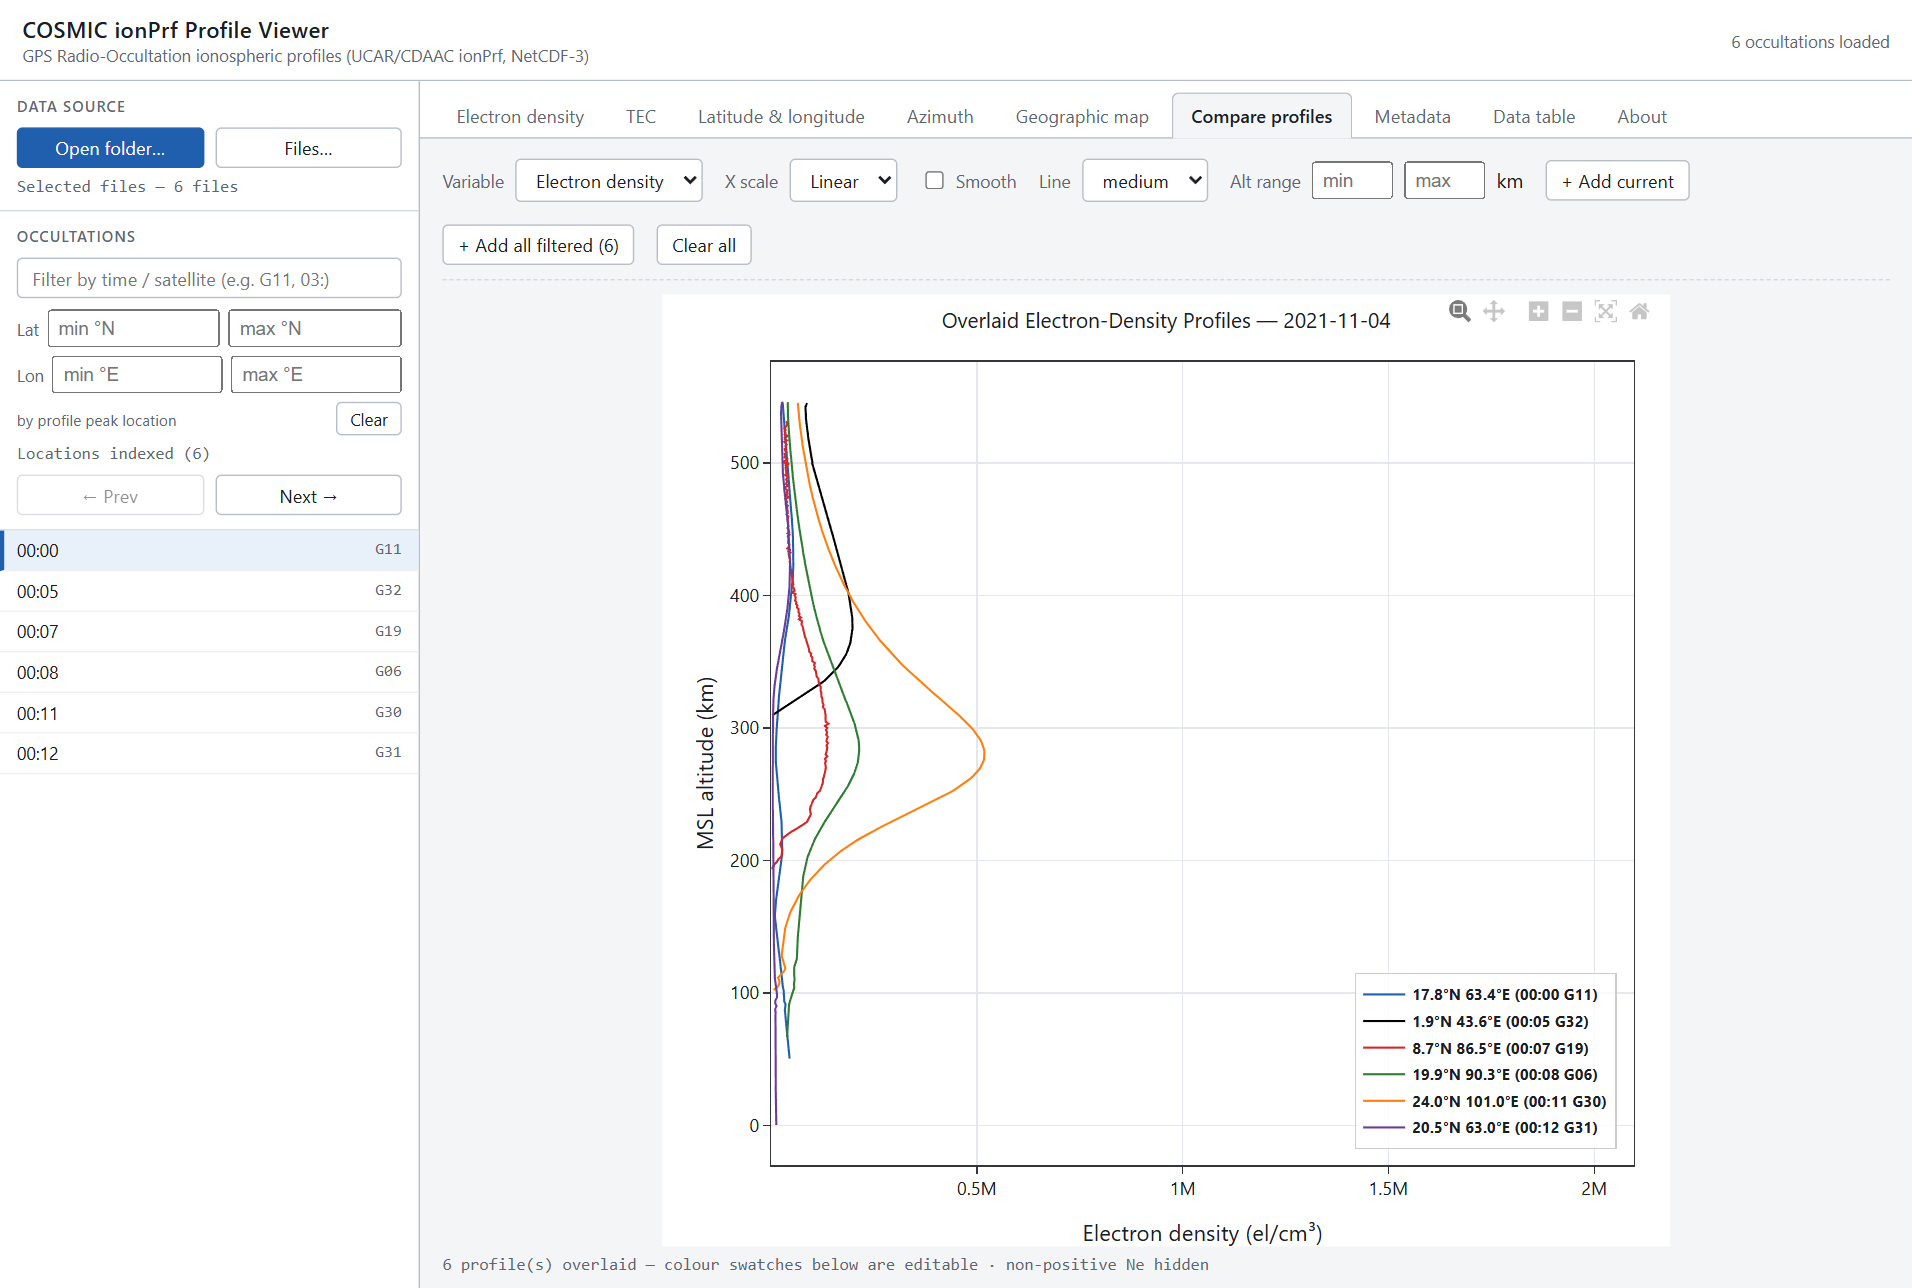 COSMIC ionPrf Profile Viewer
GPS Radio-Occultation ionospheric profiles (UCAR/CDAAC ionPrf, NetCDF-3)
6 occultations loaded
DATA SOURCE
Open folder...
Files...
Selected files — 6 files
OCCULTATIONS
Filter by time / satellite (e.g. G11, 03:)
Lat min °N max °N
Lon min °E max °E
by profile peak location Clear
Locations indexed (6)
← Prev Next →
00:00 G11
00:05 G32
00:07 G19
00:08 G06
00:11 G30
00:12 G31
Electron density TEC Latitude & longitude Azimuth Geographic map Compare profiles Metadata Data table About
Variable Electron density X scale Linear Smooth Line medium Alt range min max km + Add current
+ Add all filtered (6) Clear all
Overlaid Electron-Density Profiles — 2021-11-04
MSL altitude (km)
500
400
300
200
100
0
17.8°N 63.4°E (00:00 G11)
1.9°N 43.6°E (00:05 G32)
8.7°N 86.5°E (00:07 G19)
19.9°N 90.3°E (00:08 G06)
24.0°N 101.0°E (00:11 G30)
20.5°N 63.0°E (00:12 G31)
0.5M 1M 1.5M 2M
Electron density (el/cm³)
6 profile(s) overlaid — colour swatches below are editable · non-positive Ne hidden